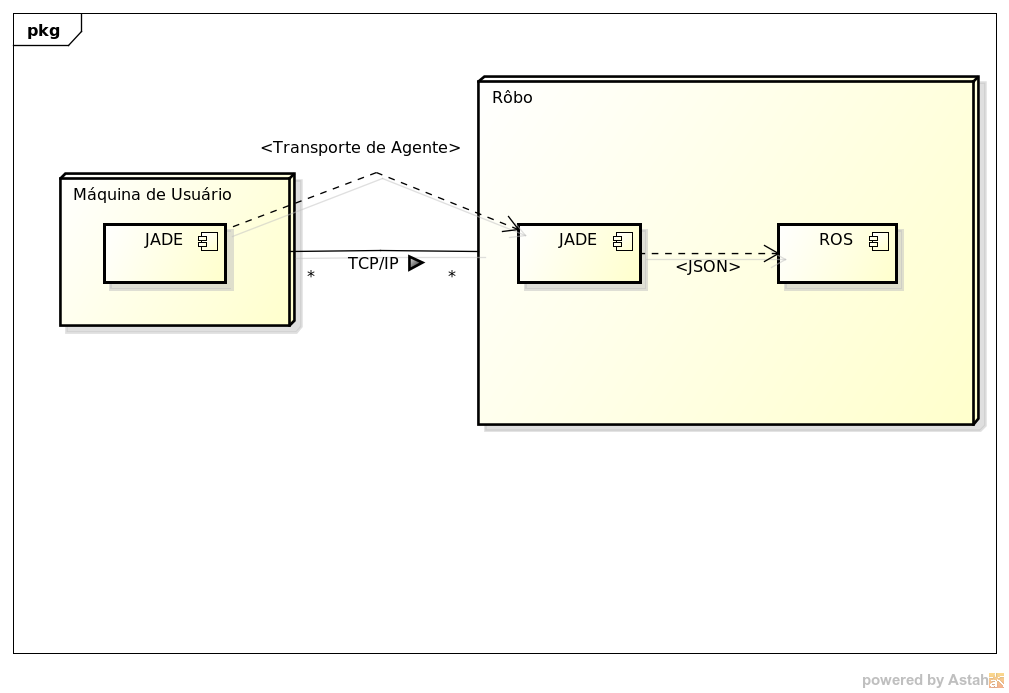 pkg
Rôbo
<Transporte de Agente>
Máquina de Usuário
JADE
JADE
ROS
TCP/IP
<JSON>
* *
powered by Astah